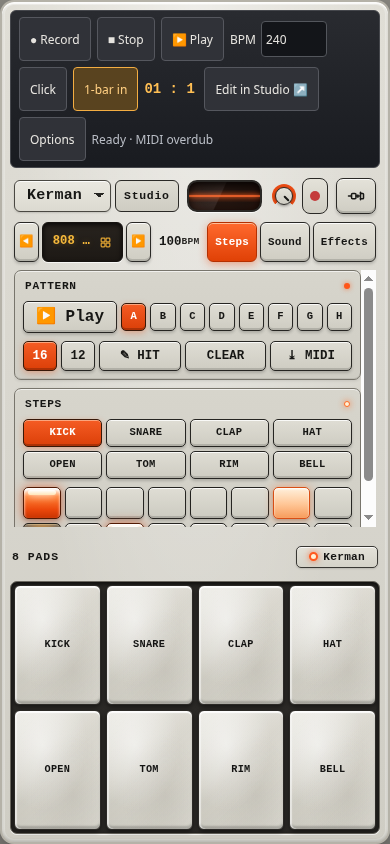 ● Record ■ Stop ▶️ Play BPM 240
Click 1-bar in 01 : 1 Edit in Studio ↗️
Options Ready · MIDI overdub
Kerman Studio
◀️ 808 … ▶️ 100BPM Steps Sound Effects
PATTERN
▶️ Play A B C D E F G H
16 12 ✎ HIT CLEAR ⤓ MIDI
STEPS
KICK SNARE CLAP HAT
OPEN TOM RIM BELL
8 PADS Kerman
KICK SNARE CLAP HAT
OPEN TOM RIM BELL